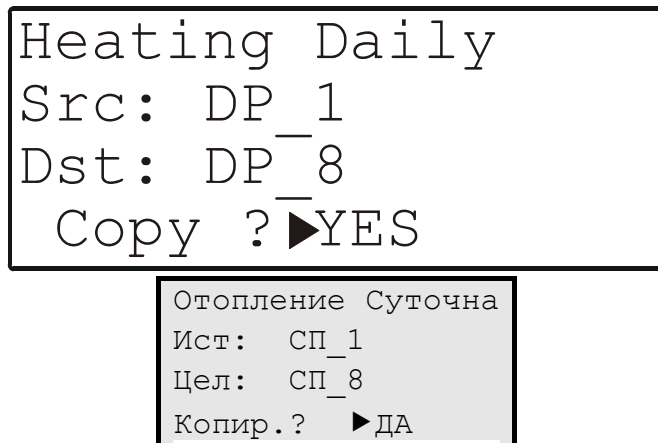 Heating Daily
Src: DP_1
Dst: DP_8
Copy ?▶YES
Отопление Суточна
Ист: СП_1
Цел: СП_8
Копир.? ▶ДА